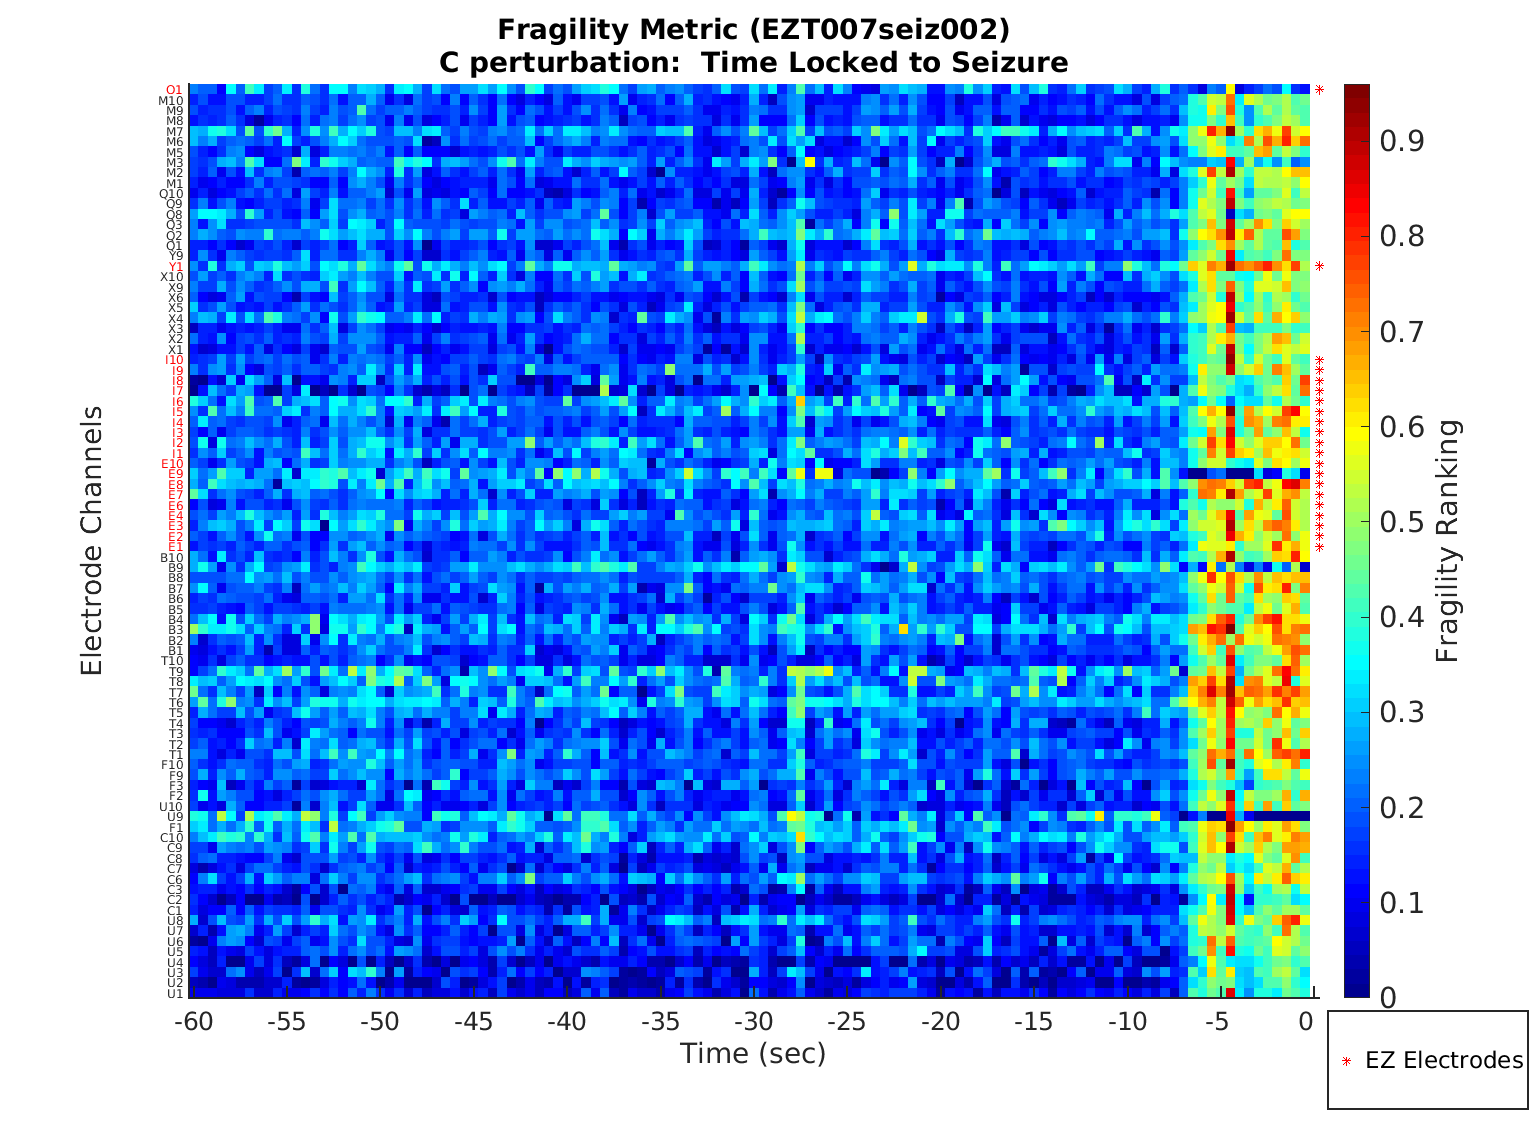 Fragility Metric (EZT007seiz002)
C perturbation:  Time Locked to Seizure
Electrode Channels
O1
M10
M9
M8
M7
M6
M5
M3
M2
M1
Q10
Q9
Q8
Q3
Q2
Q1
Y9
Y1
X10
X9
X6
X5
X4
X3
X2
X1
I10
I9
I8
I7
I6
I5
I4
I3
I2
I1
E10
E9
E8
E7
E6
E4
E3
E2
E1
B10
B9
B8
B7
B6
B5
B4
B3
B2
B1
T10
T9
T8
T7
T6
T5
T4
T3
T2
T1
F10
F9
F3
F2
U10
U9
F1
C10
C9
C8
C7
C6
C3
C2
C1
U8
U7
U6
U5
U4
U3
U2
U1
-60 -55 -50 -45 -40 -35 -30 -25 -20 -15 -10 -5 0
Time (sec)
0.9
0.8
0.7
0.6
0.5
0.4
0.3
0.2
0.1
0
Fragility Ranking
EZ Electrodes